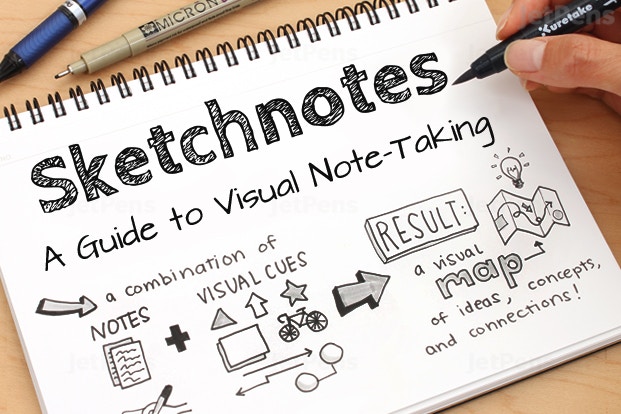 MICRON
Kuretake
Sketchnotes
A Guide to Visual Note-Taking
a combination of
NOTES
VISUAL CUES
RESULT:
a visual
map
of ideas, concepts,
and connections!
JetPens